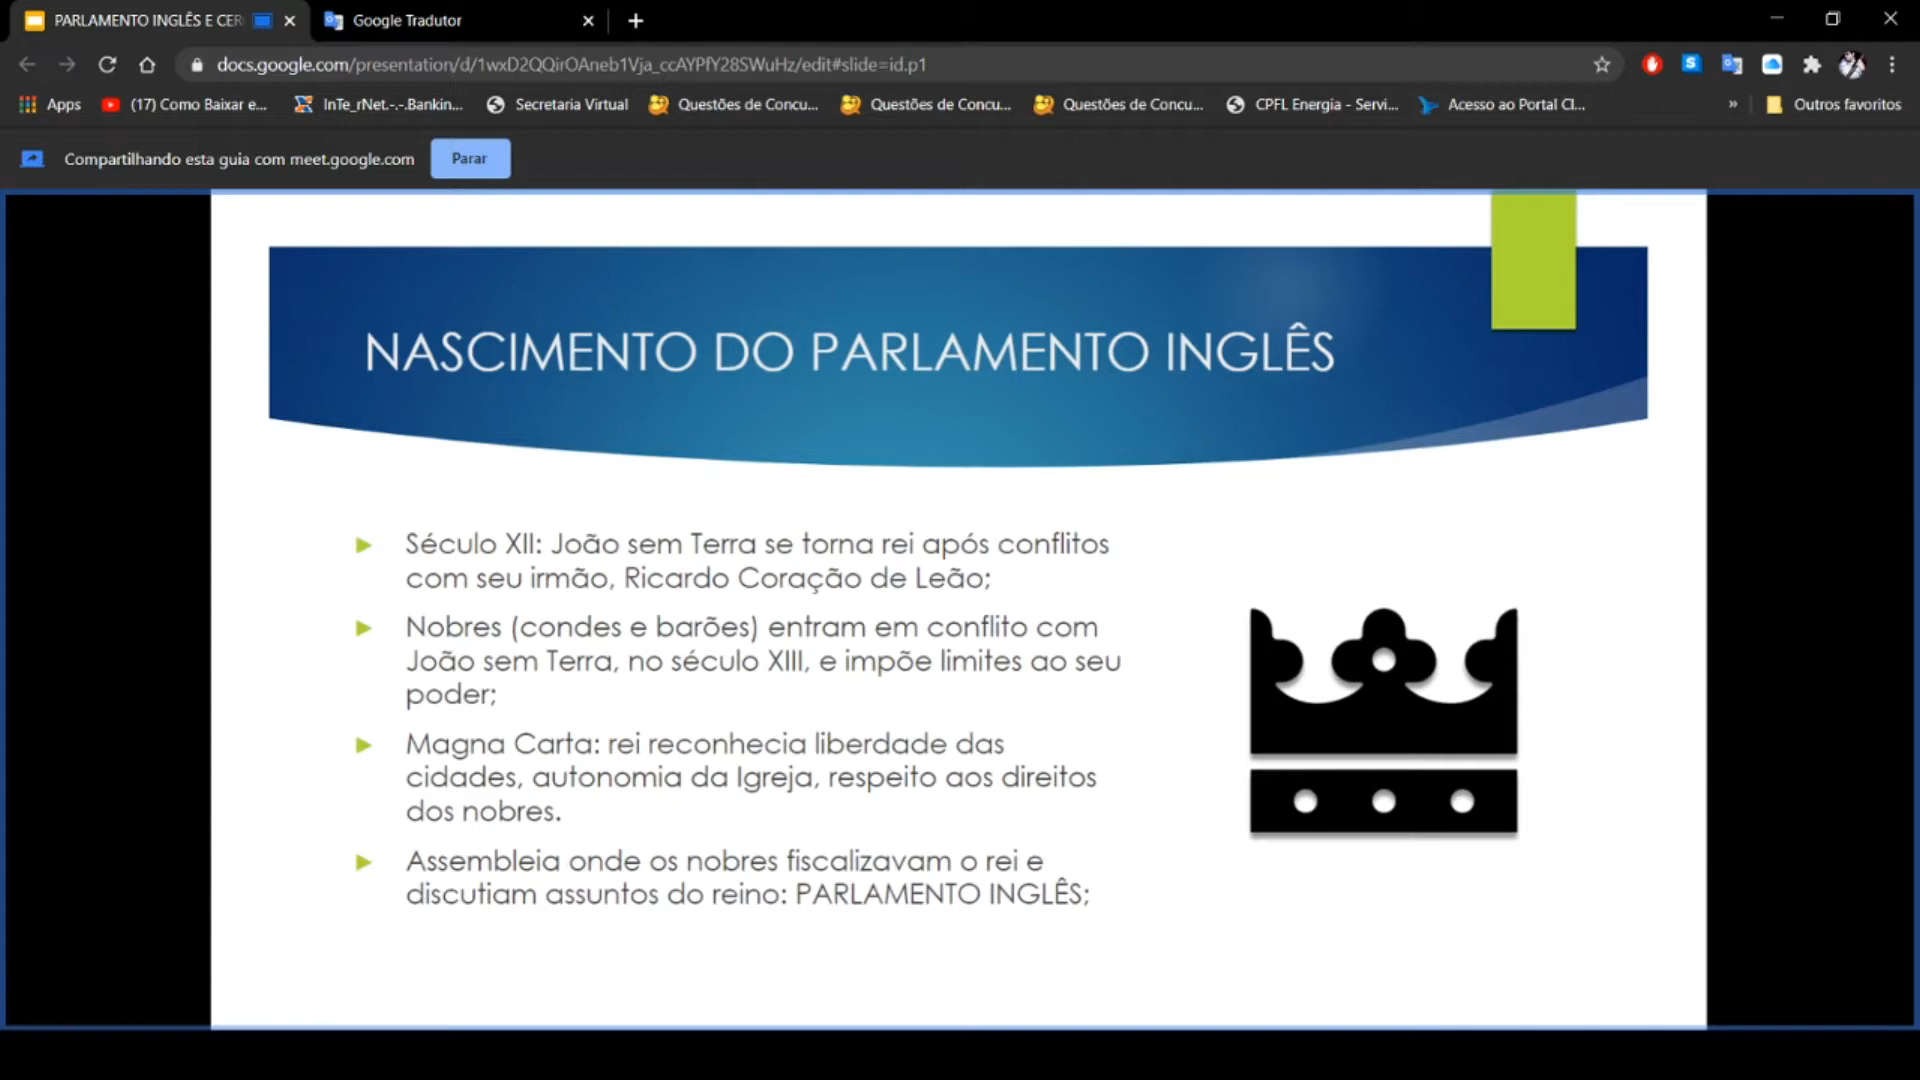 PARLAMENTO INGLÊS E CER
Google Tradutor
docs.google.com/presentation/d/1wxD2QQirOAneb1Vja_ccAYPfY28SWuHz/edit#slide=id.p1
Apps
(17) Como Baixar e...
InTe_rNet.-.-.Bankin...
Secretaria Virtual
Questões de Concu...
Questões de Concu...
Questões de Concu...
CPFL Energia - Servi...
Acesso ao Portal Cl...
»
Outros favoritos
Compartilhando esta guia com meet.google.com
Parar
NASCIMENTO DO PARLAMENTO INGLÊS
Século XII: João sem Terra se torna rei após conflitos
com seu irmão, Ricardo Coração de Leão;
Nobres (condes e barões) entram em conflito com
João sem Terra, no século XIII, e impõe limites ao seu
poder;
Magna Carta: rei reconhecia liberdade das
cidades, autonomia da Igreja, respeito aos direitos
dos nobres.
Assembleia onde os nobres fiscalizavam o rei e
discutiam assuntos do reino: PARLAMENTO INGLÊS;